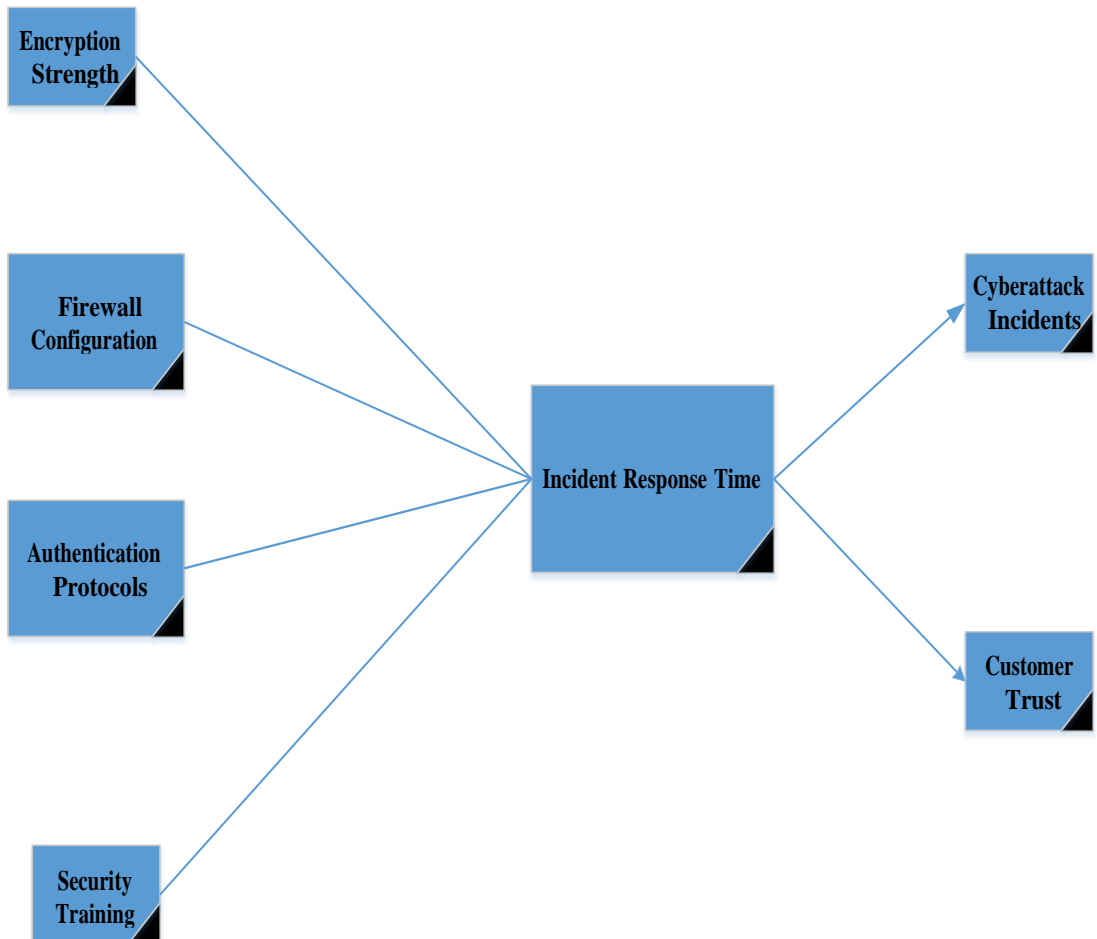 Encryption
Strength
Firewall
Configuration
Authentication
Protocols
Security
Training
Incident Response Time
Cyberattack
Incidents
Customer
Trust